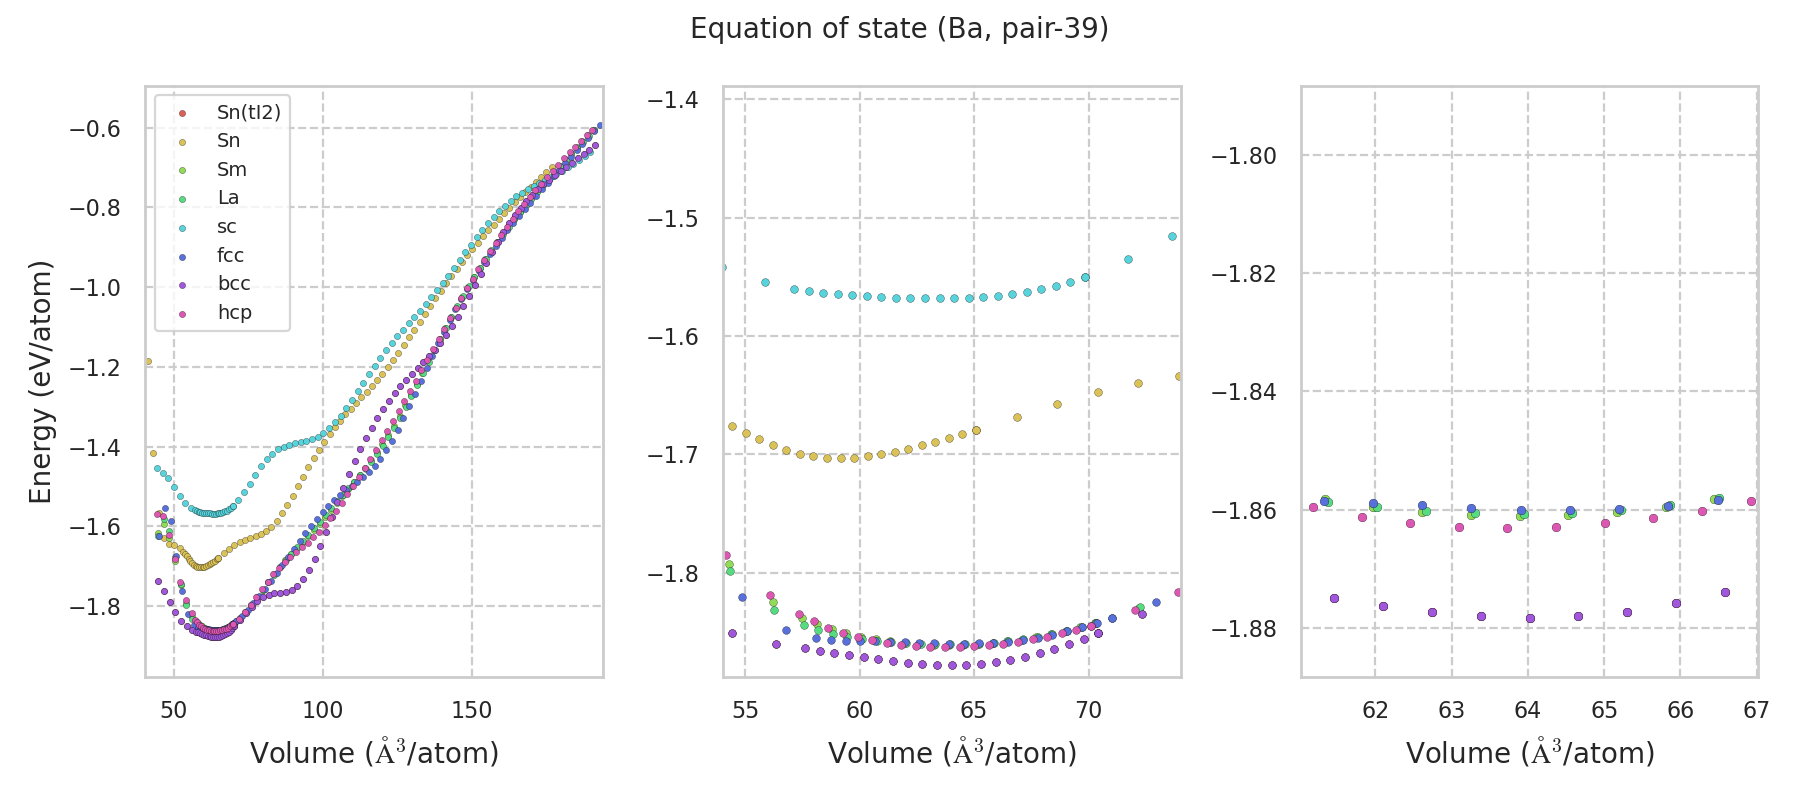 Equation of state (Ba, pair-39)
Energy (eV/atom)
−0.6
−0.8
−1.0
−1.2
−1.4
−1.6
−1.8
Sn(tI2)
Sn
Sm
La
sc
fcc
bcc
hcp
50 100 150
Volume (Å³/atom)
−1.4
−1.5
−1.6
−1.7
−1.8
55 60 65 70
Volume (Å³/atom)
−1.80
−1.82
−1.84
−1.86
−1.88
62 63 64 65 66 67
Volume (Å³/atom)